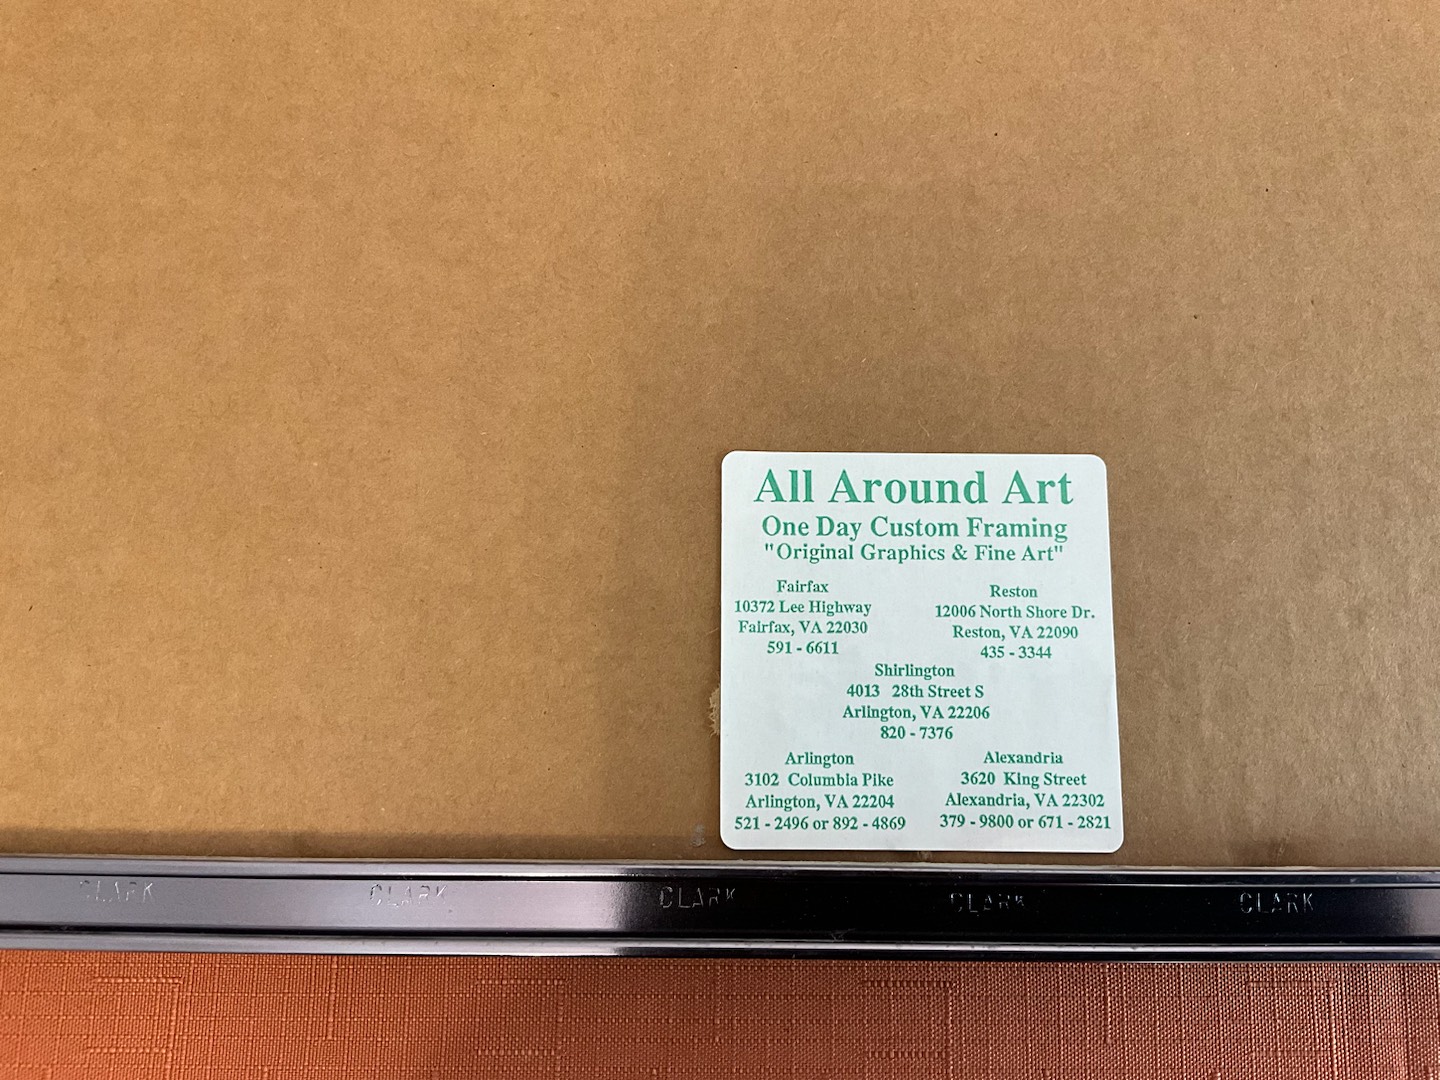 All Around Art
One Day Custom Framing
"Original Graphics & Fine Art"
Fairfax
10372 Lee Highway
Fairfax, VA 22030
591 - 6611
Reston
12006 North Shore Dr.
Reston, VA 22090
435 - 3344
Shirlington
4013 28th Street S
Arlington, VA 22206
820 - 7376
Arlington
3102 Columbia Pike
Arlington, VA 22204
521 - 2496 or 892 - 4869
Alexandria
3620 King Street
Alexandria, VA 22302
379 - 9800 or 671 - 2821
CLARK CLARK CLARK CLARK CLARK